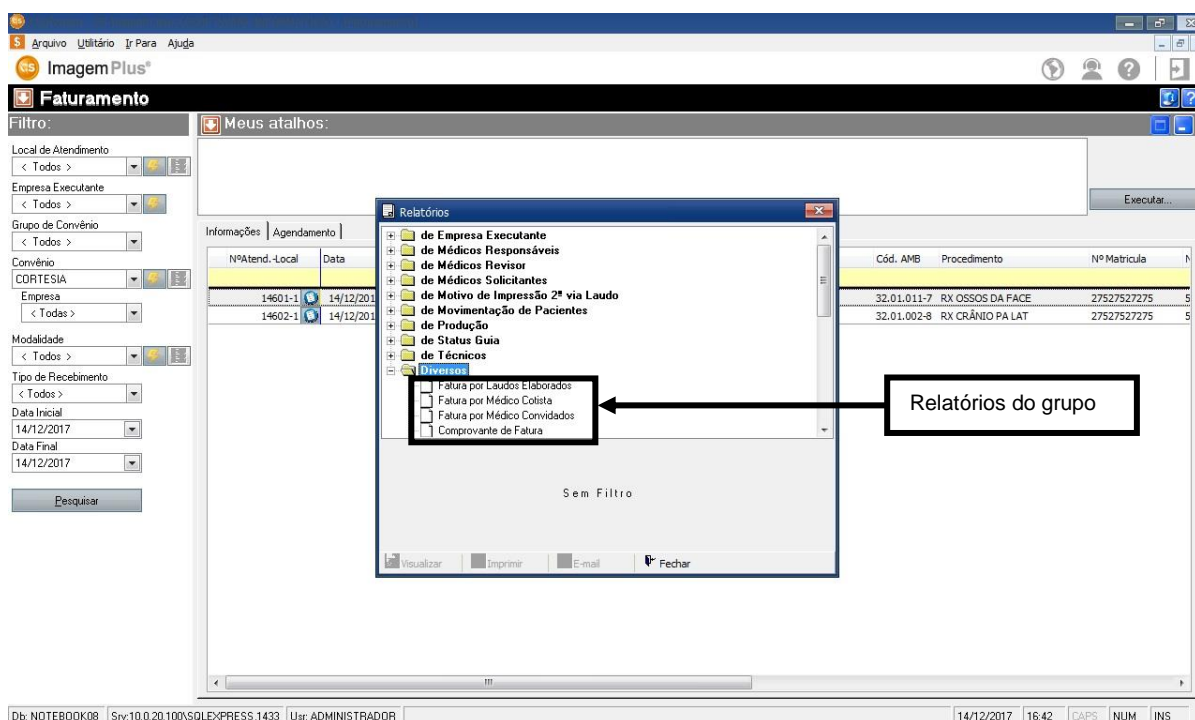 Arquivo Utilitário Ir Para Ajuda
ImagemPlus®
Faturamento
Filtro:
Meus atalhos:
Local de Atendimento
< Todos >
Empresa Executante
< Todos >
Executar...
Grupo de Convênio
< Todos >
Convênio
CORTESIA
Empresa
< Todas >
Modalidade
< Todos >
Tipo de Recebimento
< Todos >
Data Inicial
14/12/2017
Data Final
14/12/2017
Pesquisar
Informações Agendamento
NºAtend.-Local Data Cód. AMB Procedimento Nº Matricula N
14601-1 14/12/201 32.01.011-7 RX OSSOS DA FACE 27527527275 5
14602-1 14/12/201 32.01.002-8 RX CRÂNIO PA LAT 27527527275 5
Relatórios
de Empresa Executante
de Médicos Responsáveis
de Médicos Revisor
de Médicos Solicitantes
de Motivo de Impressão 2ª via Laudo
de Movimentação de Pacientes
de Produção
de Status Guia
de Técnicos
Diversos
Fatura por Laudos Elaborados
Fatura por Médico Cotista
Fatura por Médico Convidados
Comprovante de Fatura
Relatórios do grupo
Sem Filtro
Visualizar Imprimir E-mail Fechar
Db: NOTEBOOK08 Srv:10.0.20.100\SQLEXPRESS,1433 Usr: ADMINISTRADOR 14/12/2017 16:42 CAPS NUM INS